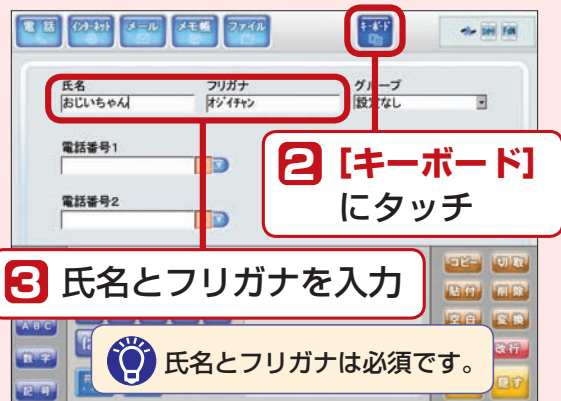 電 話 インターネット メール メモ帳 ファイル キーボード
氏名 フリガナ グループ
おじいちゃん オジイチャン 設定なし
電話番号1
2 [キーボード]
にタッチ
電話番号2
3 氏名とフリガナを入力
コピー 切 取
貼 付 削 除
ABC 空 白 変 換
氏名とフリガナは必須です。
数 字 改 行
記 号 隠す